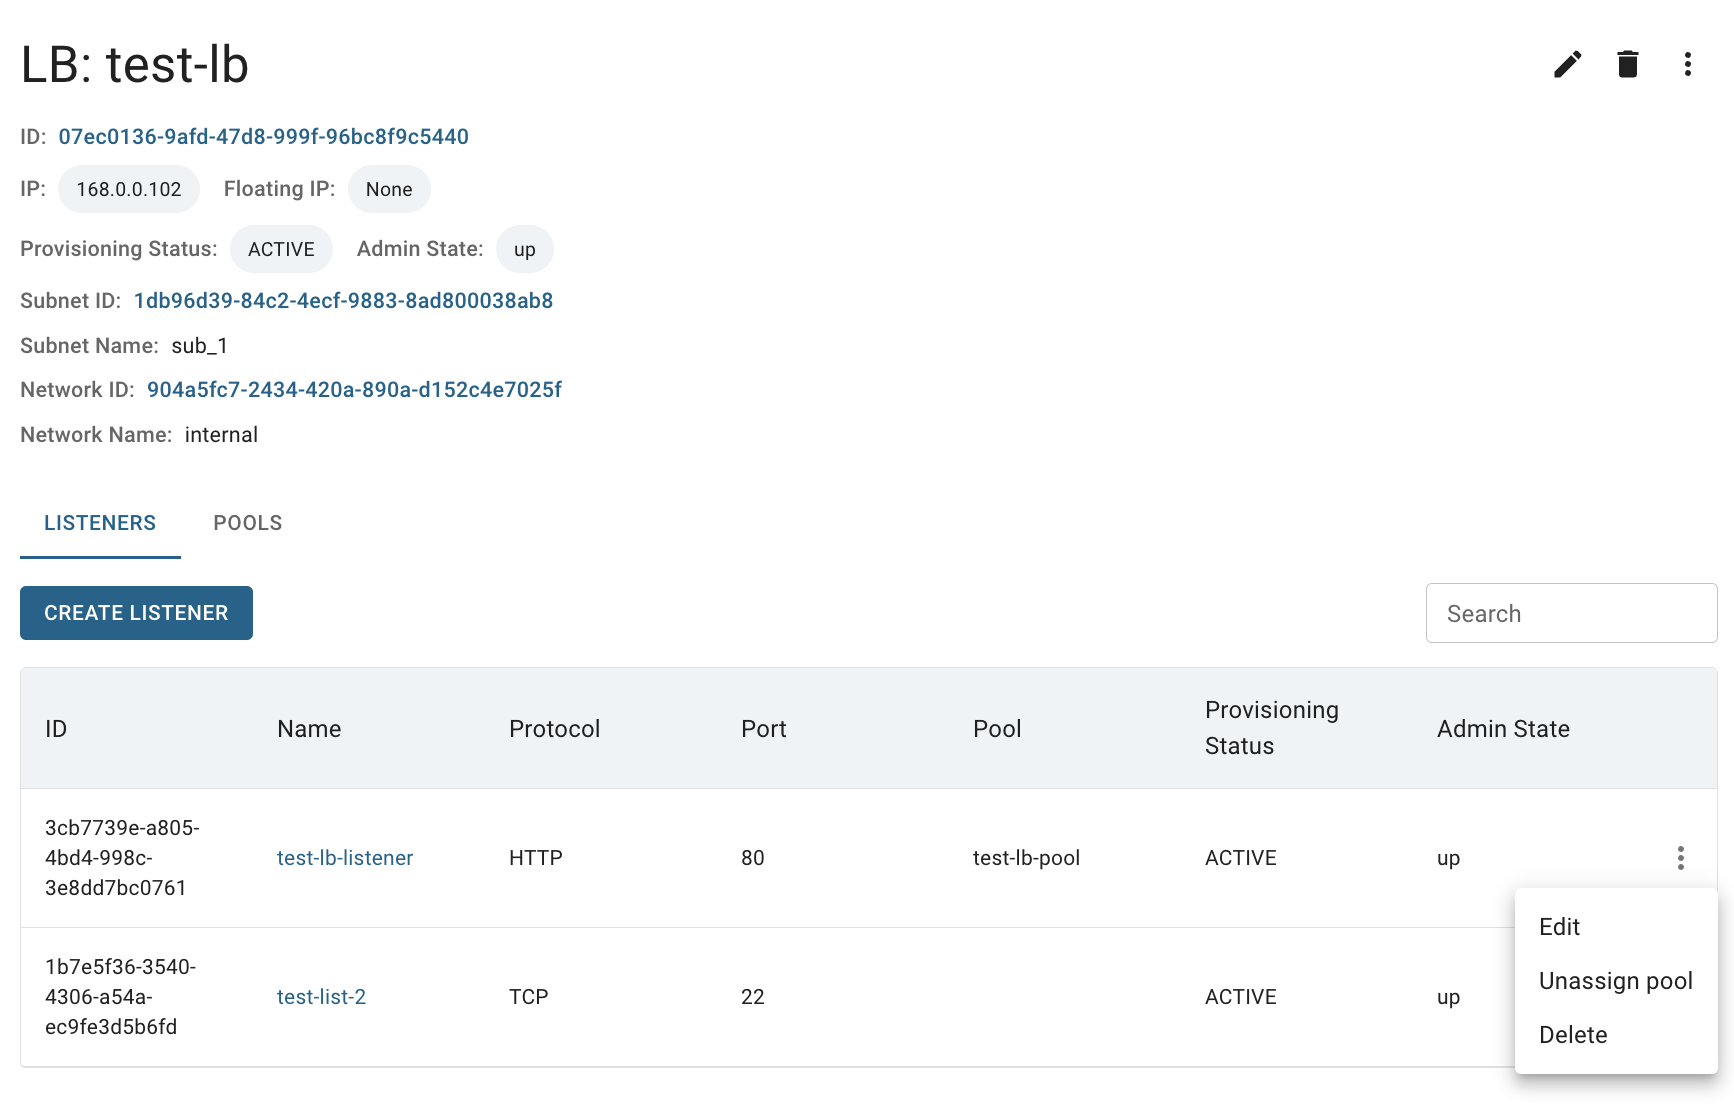 LB: test-lb
ID: 07ec0136-9afd-47d8-999f-96bc8f9c5440
IP: 168.0.0.102 Floating IP: None
Provisioning Status: ACTIVE Admin State: up
Subnet ID: 1db96d39-84c2-4ecf-9883-8ad800038ab8
Subnet Name: sub_1
Network ID: 904a5fc7-2434-420a-890a-d152c4e7025f
Network Name: internal
LISTENERS POOLS
CREATE LISTENER Search
ID Name Protocol Port Pool Provisioning Status Admin State
3cb7739e-a805-
4bd4-998c- test-lb-listener HTTP 80 test-lb-pool ACTIVE up
3e8dd7bc0761
1b7e5f36-3540-
4306-a54a- test-list-2 TCP 22 ACTIVE up
ec9fe3d5b6fd
Edit
Unassign pool
Delete